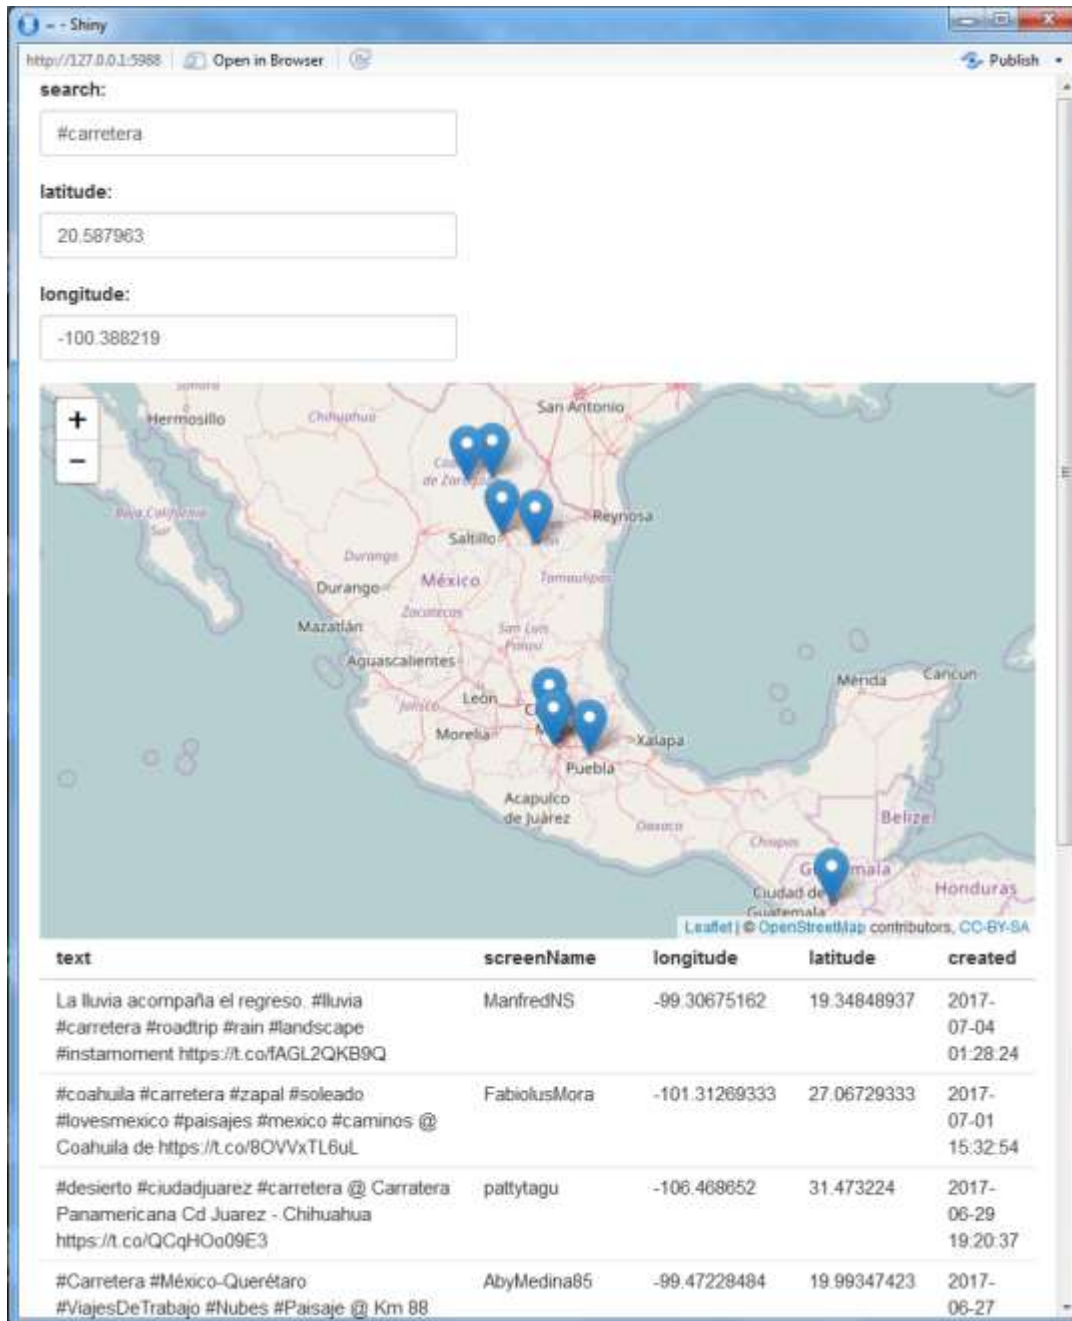 – - Shiny
http://127.0.0.1:5988 Open in Browser Publish
search:
#carretera
latitude:
20.587963
longitude:
-100.388219
+
−
Sonora
Hermosillo
Chihuahua
San Antonio
de
Baja California
Sur
Reynosa
Saltillo
Durango
Durango
México
Tamaulipas
Zacatecas
Mazatlán
San Luis
Potosí
Aguascalientes
León
Jalisco
Morelia
Xalapa
Puebla
Mérida
Cancún
Acapulco
de Juárez
Oaxaca
Belize
Chiapas
Ciudad de
Guatemala
Honduras
Leaflet | © OpenStreetMap contributors, CC-BY-SA
text screenName longitude latitude created
La lluvia acompaña el regreso. #lluvia ManfredNS -99.30675162 19.34848937 2017-
#carretera #roadtrip #rain #landscape 07-04
#instamoment https://t.co/fAGL2QKB9Q 01:28:24
#coahuila #carretera #zapal #soleado FabiolusMora -101.31269333 27.06729333 2017-
#lovesmexico #paisajes #mexico #caminos @ 07-01
Coahuila de https://t.co/8OVVxTL6uL 15:32:54
#desierto #ciudadjuarez #carretera @ Carratera pattytagu -106.468652 31.473224 2017-
Panamericana Cd Juarez - Chihuahua 06-29
https://t.co/QCqHOo09E3 19:20:37
#Carretera #México-Querétaro AbyMedina85 -99.47228484 19.99347423 2017-
#ViajesDeTrabajo #Nubes #Paisaje @ Km 88 06-27